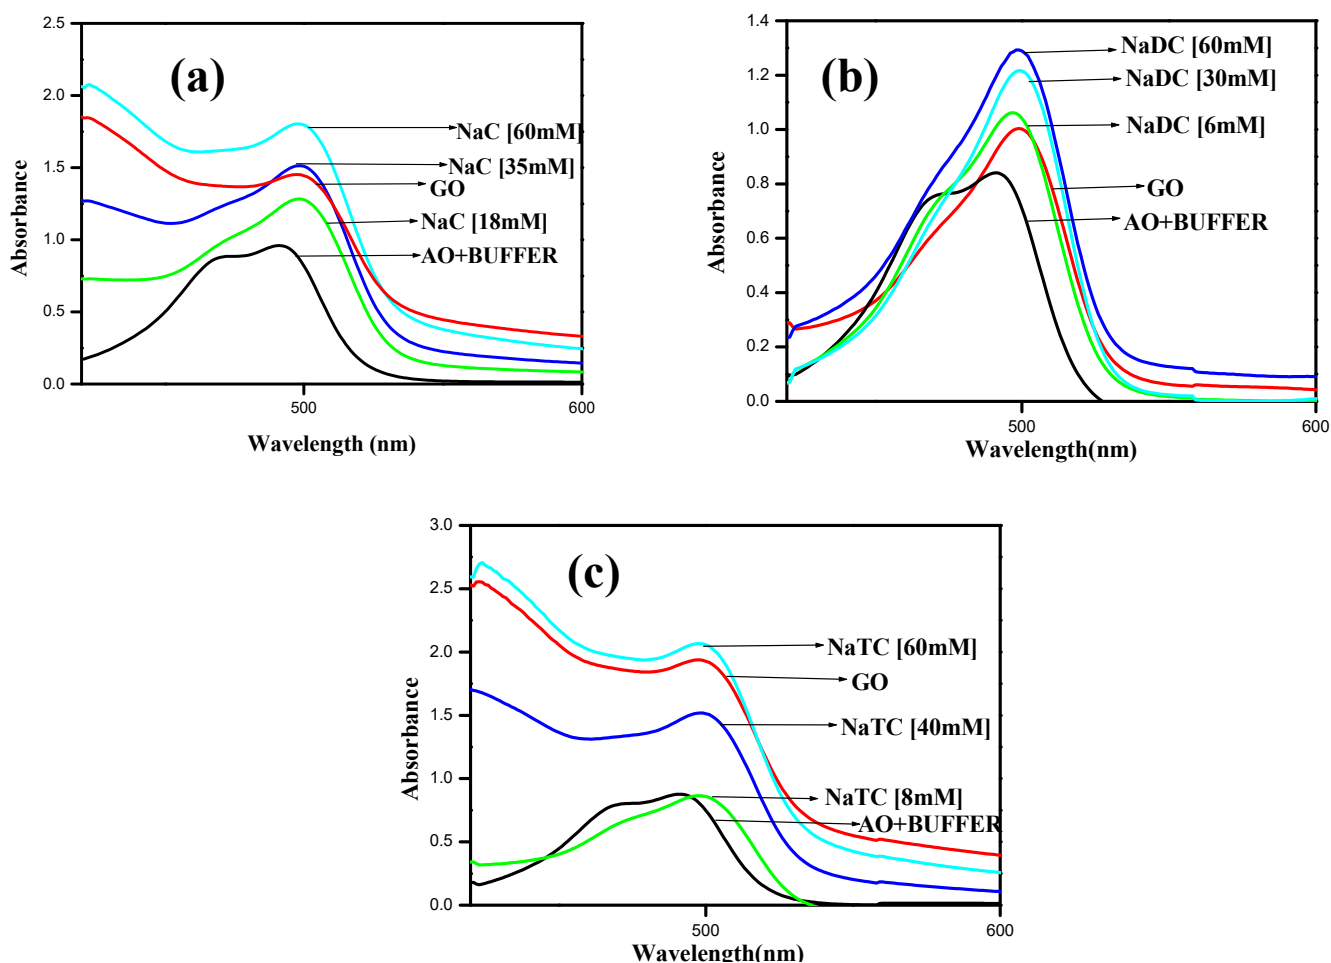 2.5
2.0
1.5
1.0
0.5
0.0
Absorbance
(a)
NaC [60mM]
NaC [35mM]
GO
NaC [18mM]
AO+BUFFER
500
600
Wavelength (nm)
1.4
1.2
1.0
0.8
0.6
0.4
0.2
0.0
Absorbance
(b)
NaDC [60mM]
NaDC [30mM]
NaDC [6mM]
GO
AO+BUFFER
500
600
Wavelength(nm)
3.0
2.5
2.0
1.5
1.0
0.5
0.0
Absorbance
(c)
NaTC [60mM]
GO
NaTC [40mM]
NaTC [8mM]
AO+BUFFER
500
600
Wavelength(nm)